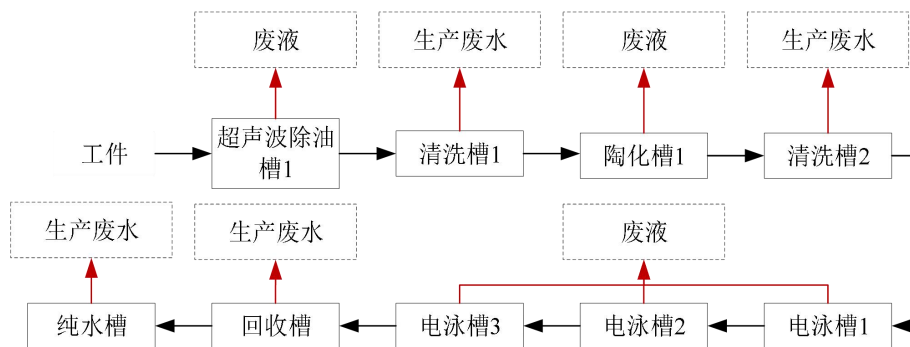 废液
生产废水
废液
生产废水
工件
超声波除油
槽1
清洗槽1
陶化槽1
清洗槽2
生产废水
生产废水
废液
纯水槽
回收槽
电泳槽3
电泳槽2
电泳槽1